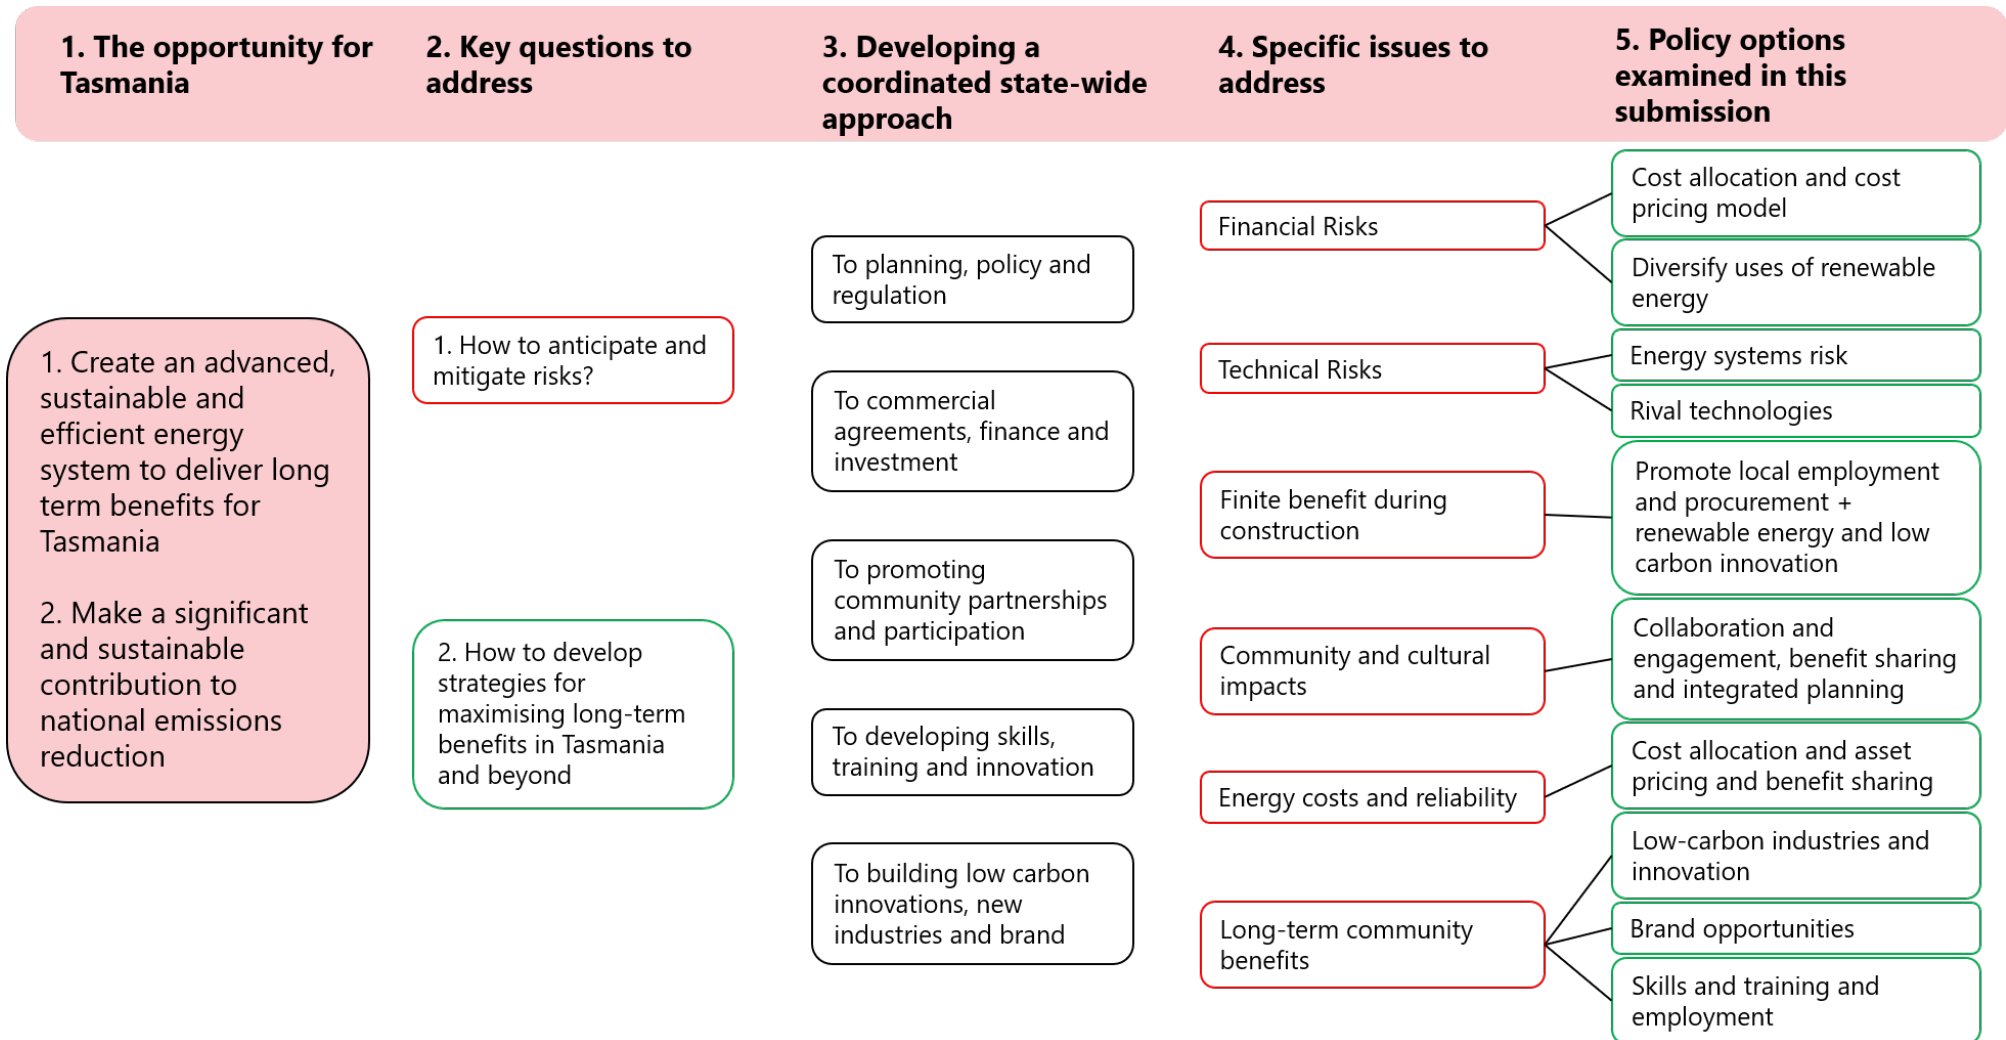 1. The opportunity for
Tasmania
2. Key questions to
address
3. Developing a
coordinated state-wide
approach
4. Specific issues to
address
5. Policy options
examined in this
submission
1. Create an advanced,
sustainable and
efficient energy
system to deliver long
term benefits for
Tasmania
2. Make a significant
and sustainable
contribution to
national emissions
reduction
1. How to anticipate and
mitigate risks?
2. How to develop
strategies for
maximising long-term
benefits in Tasmania
and beyond
To planning, policy and
regulation
To commercial
agreements, finance and
investment
To promoting
community partnerships
and participation
To developing skills,
training and innovation
To building low carbon
innovations, new
industries and brand
Financial Risks
Technical Risks
Finite benefit during
construction
Community and cultural
impacts
Energy costs and reliability
Long-term community
benefits
Cost allocation and cost
pricing model
Diversify uses of renewable
energy
Energy systems risk
Rival technologies
Promote local employment
and procurement +
renewable energy and low
carbon innovation
Collaboration and
engagement, benefit sharing
and integrated planning
Cost allocation and asset
pricing and benefit sharing
Low-carbon industries and
innovation
Brand opportunities
Skills and training and
employment